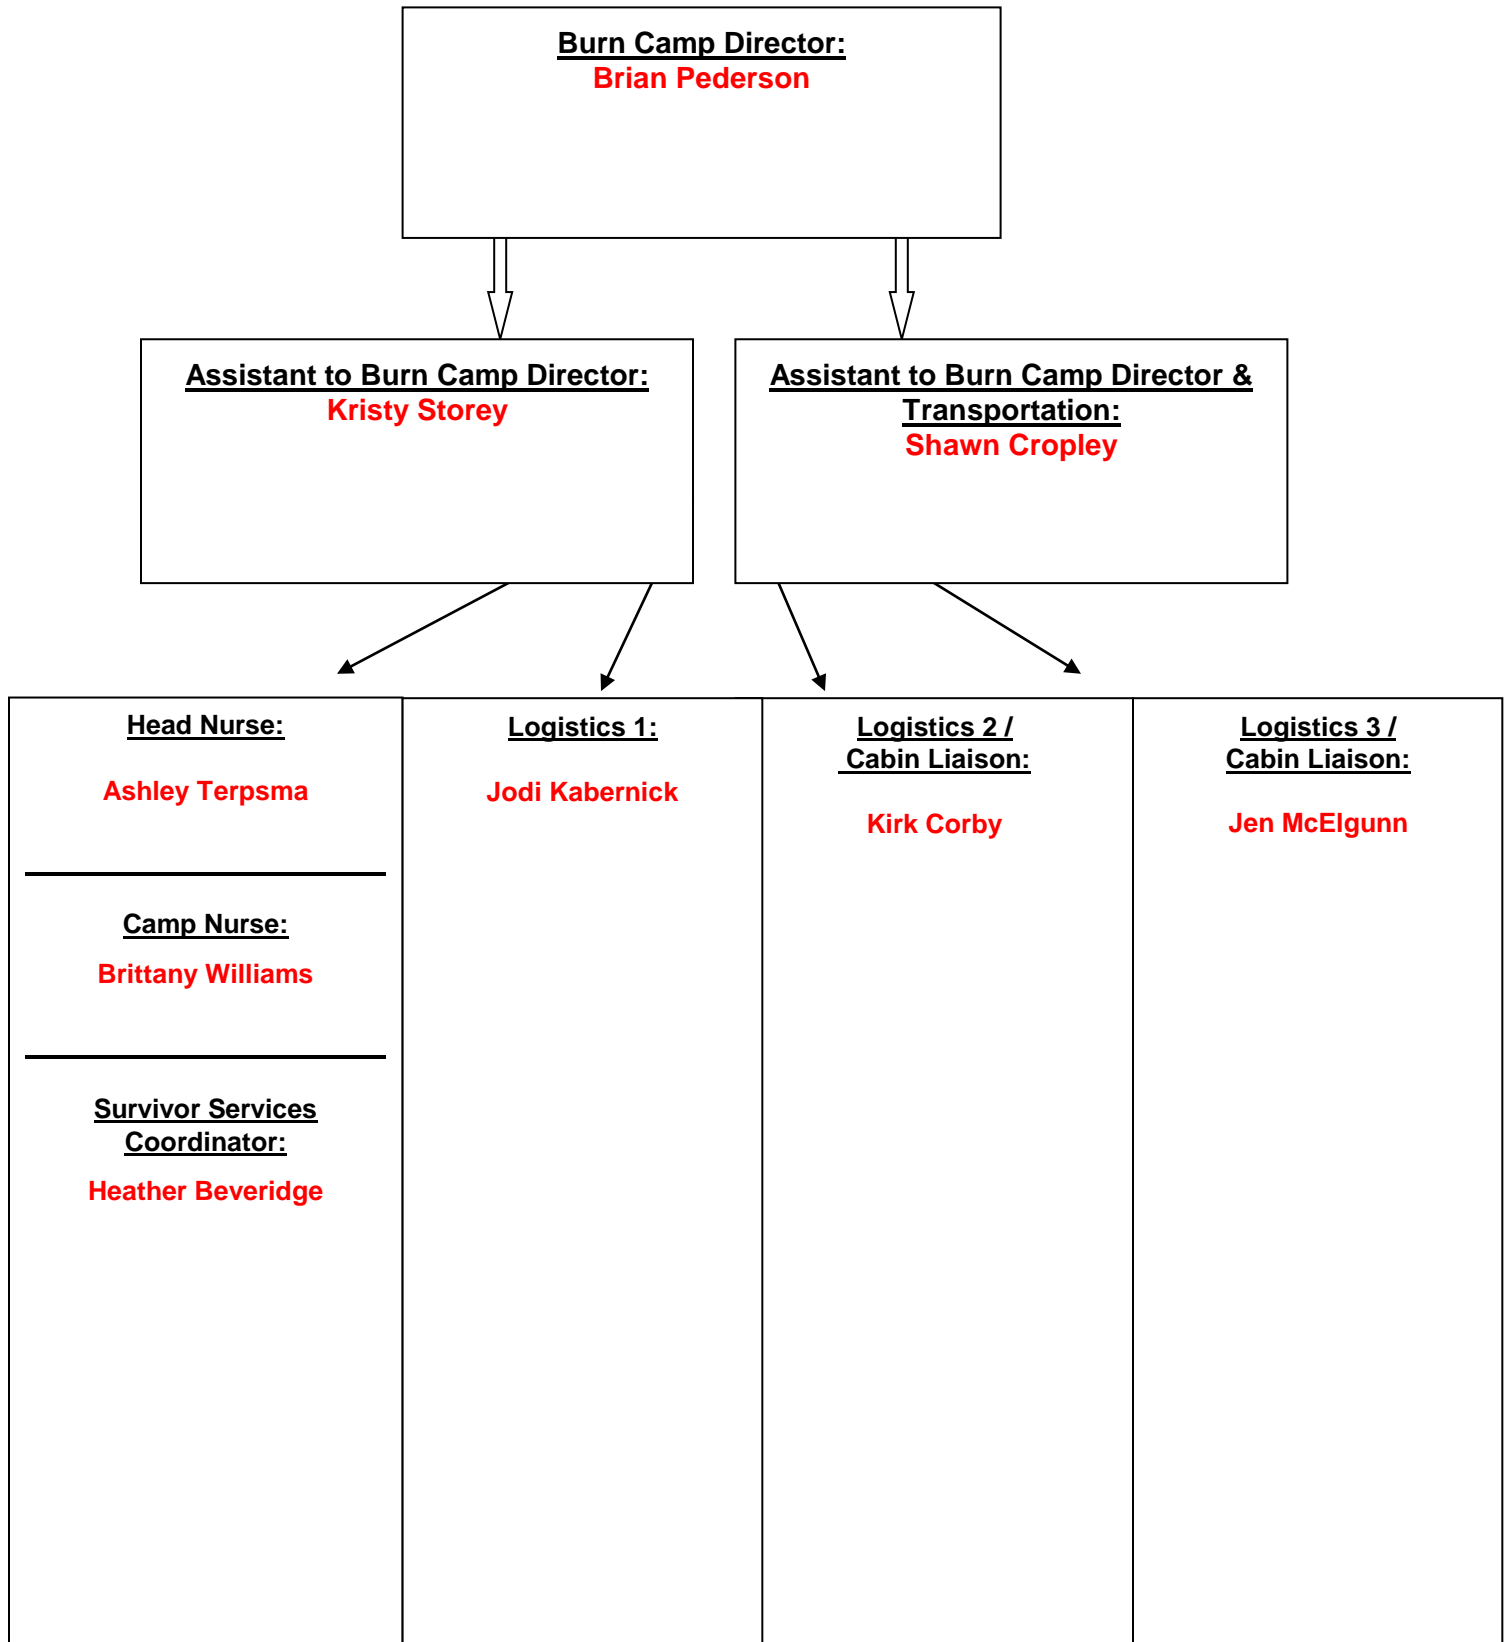 Burn Camp Director:
Brian Pederson
Assistant to Burn Camp Director:
Kristy Storey
Assistant to Burn Camp Director &
Transportation:
Shawn Cropley
Head Nurse:
Ashley Terpsma
Camp Nurse:
Brittany Williams
Survivor Services
Coordinator:
Heather Beveridge
Logistics 1:
Jodi Kabernick
Logistics 2 /
Cabin Liaison:
Kirk Corby
Logistics 3 /
Cabin Liaison:
Jen McElgunn